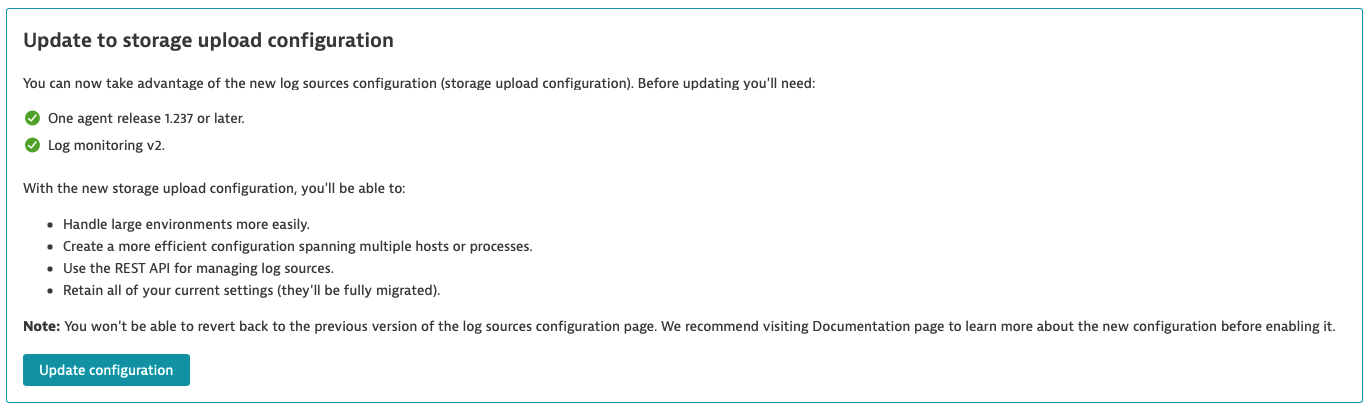 Update to storage upload configuration
You can now take advantage of the new log sources configuration (storage upload configuration). Before updating you'll need:
One agent release 1.237 or later.
Log monitoring v2.
With the new storage upload configuration, you'll be able to:
Handle large environments more easily.
Create a more efficient configuration spanning multiple hosts or processes.
Use the REST API for managing log sources.
Retain all of your current settings (they'll be fully migrated).
Note: You won't be able to revert back to the previous version of the log sources configuration page. We recommend visiting Documentation page to learn more about the new configuration before enabling it.
Update configuration